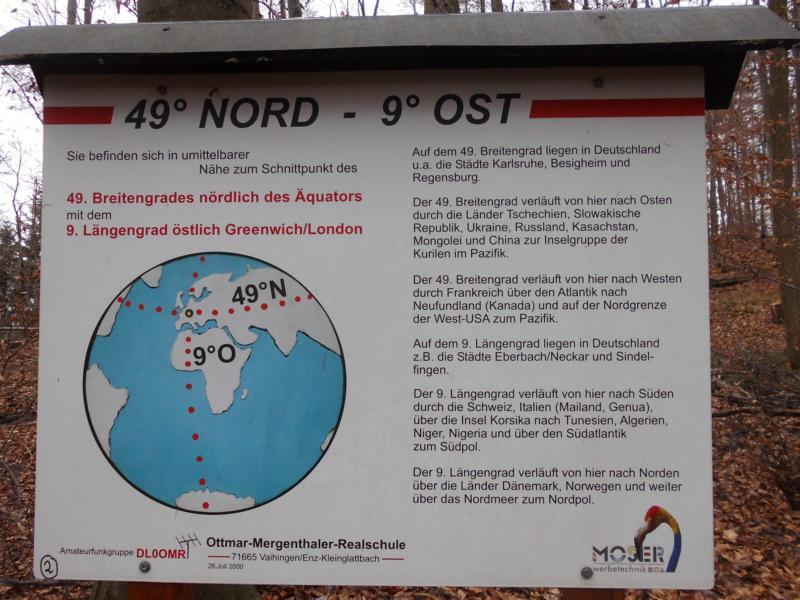 49° NORD - 9° OST
Sie befinden sich in umittelbarer
Nähe zum Schnittpunkt des
49. Breitengrades nördlich des Äquators
mit dem
9. Längengrad östlich Greenwich/London
49°N
9°O
Auf dem 49. Breitengrad liegen in Deutschland
u.a. die Städte Karlsruhe, Besigheim und
Regensburg.
Der 49. Breitengrad verläuft von hier nach Osten
durch die Länder Tschechien, Slowakische
Republik, Ukraine, Russland, Kasachstan,
Mongolei und China zur Inselgruppe der
Kurilen im Pazifik.
Der 49. Breitengrad verläuft von hier nach Westen
durch Frankreich über den Atlantik nach
Neufundland (Kanada) und auf der Nordgrenze
der West-USA zum Pazifik.
Auf dem 9. Längengrad liegen in Deutschland
z.B. die Städte Eberbach/Neckar und Sindel-
fingen.
Der 9. Längengrad verläuft von hier nach Süden
durch die Schweiz, Italien (Mailand, Genua),
über die Insel Korsika nach Tunesien, Algerien,
Niger, Nigeria und über den Südatlantik
zum Südpol.
Der 9. Längengrad verläuft von hier nach Norden
über die Länder Dänemark, Norwegen und weiter
über das Nordmeer zum Nordpol.
Amateurfunkgruppe DL0OMR
Ottmar-Mergenthaler-Realschule
71665 Vaihingen/Enz-Kleinglattbach
26.Juli 2000
2
MOSER
werbetechnik